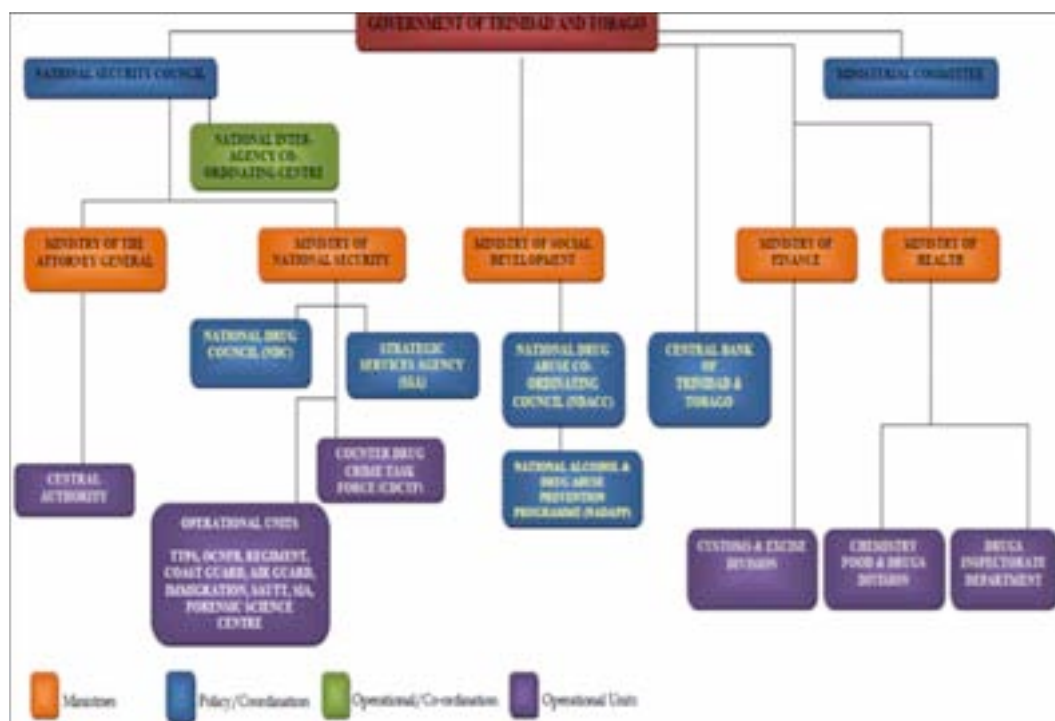 GOVERNMENT OF TRINIDAD AND TOBAGO
NATIONAL SECURITY COUNCIL
MINISTERIAL COMMITTEE
NATIONAL INTER-
AGENCY CO-
ORDINATING CENTRE
MINISTRY OF THE
ATTORNEY GENERAL
MINISTRY OF
NATIONAL SECURITY
MINISTRY OF SOCIAL
DEVELOPMENT
MINISTRY OF
FINANCE
MINISTRY OF
HEALTH
NATIONAL DRUG
COUNCIL (NDC)
STRATEGIC
SERVICES AGENCY
(SSA)
NATIONAL DRUG
ABUSE CO-
ORDINATING
COUNCIL (NDACC)
CENTRAL BANK
OF
TRINIDAD &
TOBAGO
CENTRAL
AUTHORITY
COUNTER DRUG
CRIME TASK
FORCE (CDCTF)
NATIONAL ALCOHOL &
DRUG ABUSE
PREVENTION
PROGRAMME (NADAPP)
OPERATIONAL UNITS
TTPS, OCNFB, REGIMENT,
COAST GUARD, AIR GUARD,
IMMIGRATION, SAUTT, SIA,
FORENSIC SCIENCE
CENTRE
CUSTOMS & EXCISE
DIVISION
CHEMISTRY
FOOD & DRUGS
DIVISION
DRUGS
INSPECTORATE
DEPARTMENT
Ministries
Policy/Coordination
Operational/Co-ordination
Operational Units